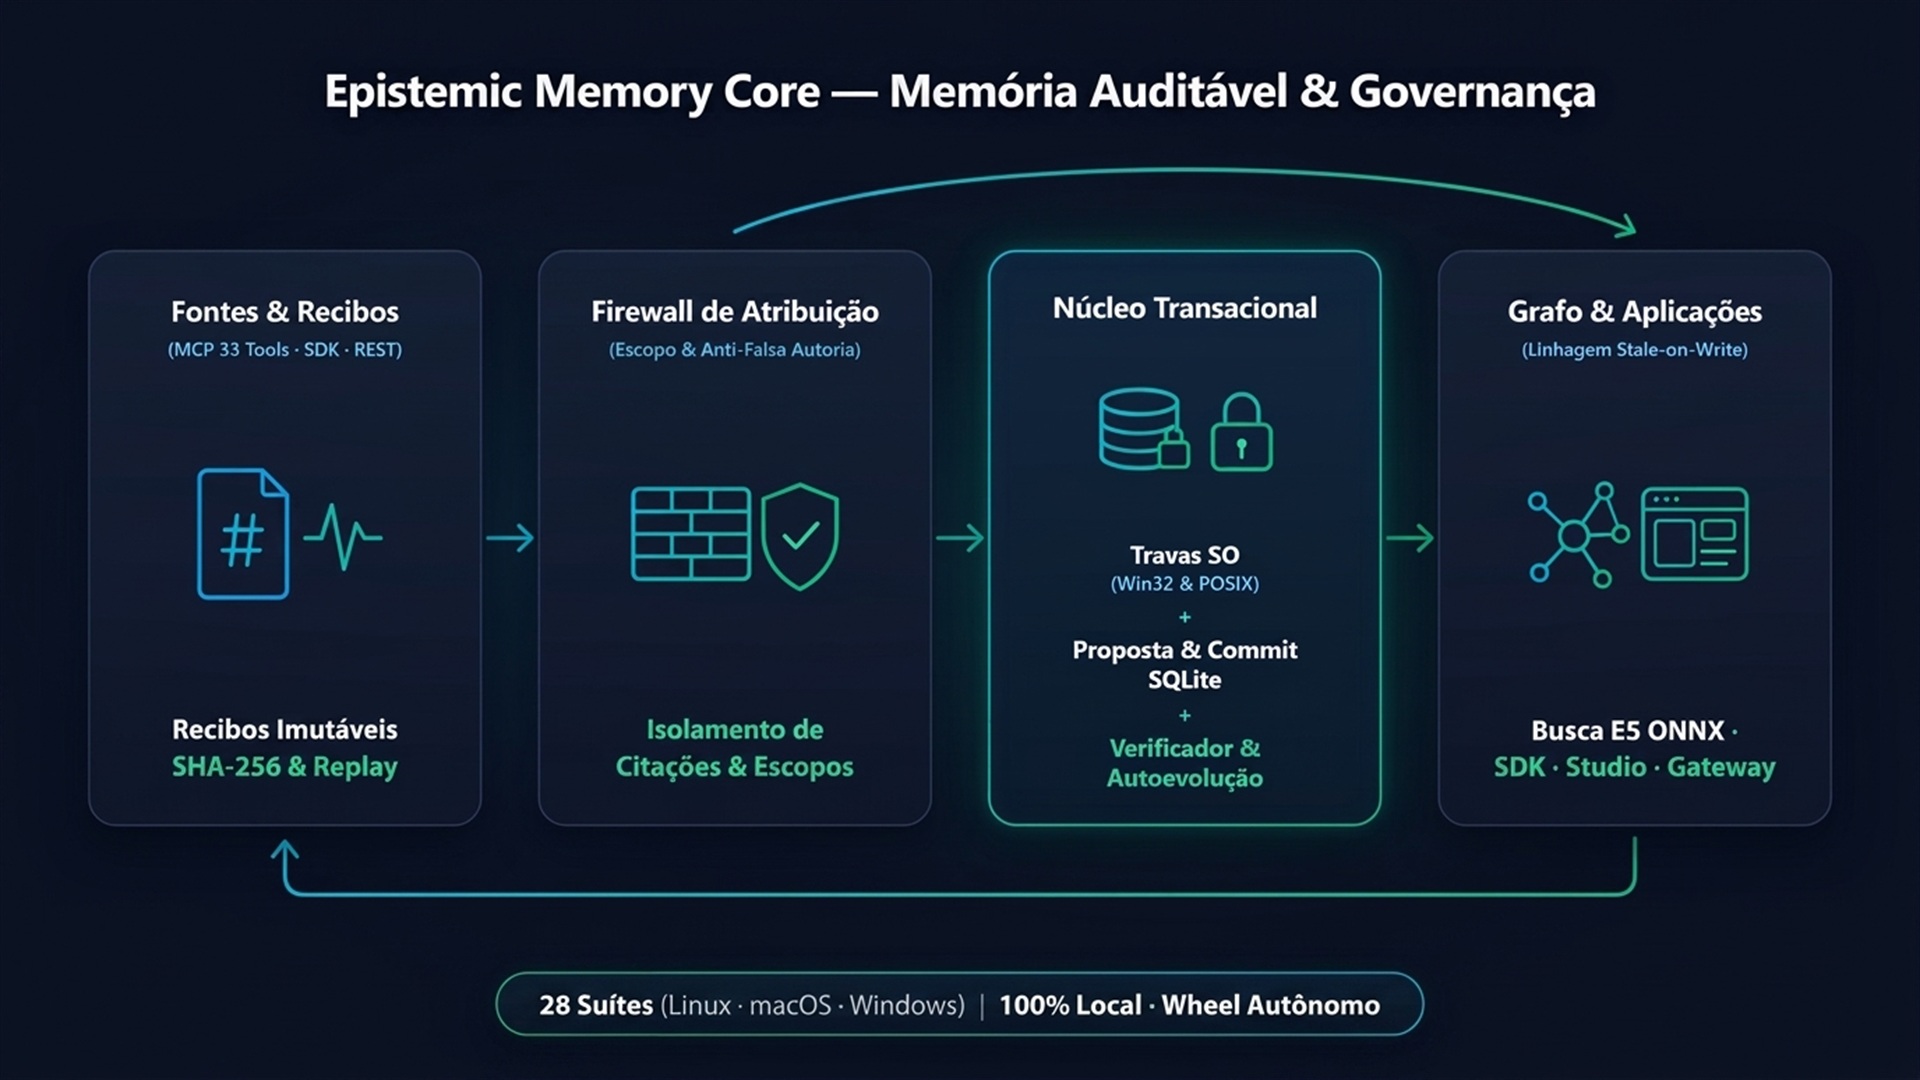 Epistemic Memory Core — Memória Auditável & Governança
Fontes & Recibos
(MCP 33 Tools · SDK · REST)
Recibos Imutáveis
SHA-256 & Replay
Firewall de Atribuição
(Escopo & Anti-Falsa Autoria)
Isolamento de
Citações & Escopos
Núcleo Transacional
Travas SO
(Win32 & POSIX)
+
Proposta & Commit
SQLite
+
Verificador &
Autoevolução
Grafo & Aplicações
(Linhagem Stale-on-Write)
Busca E5 ONNX ·
SDK · Studio · Gateway
28 Suítes (Linux · macOS · Windows) | 100% Local · Wheel Autônomo